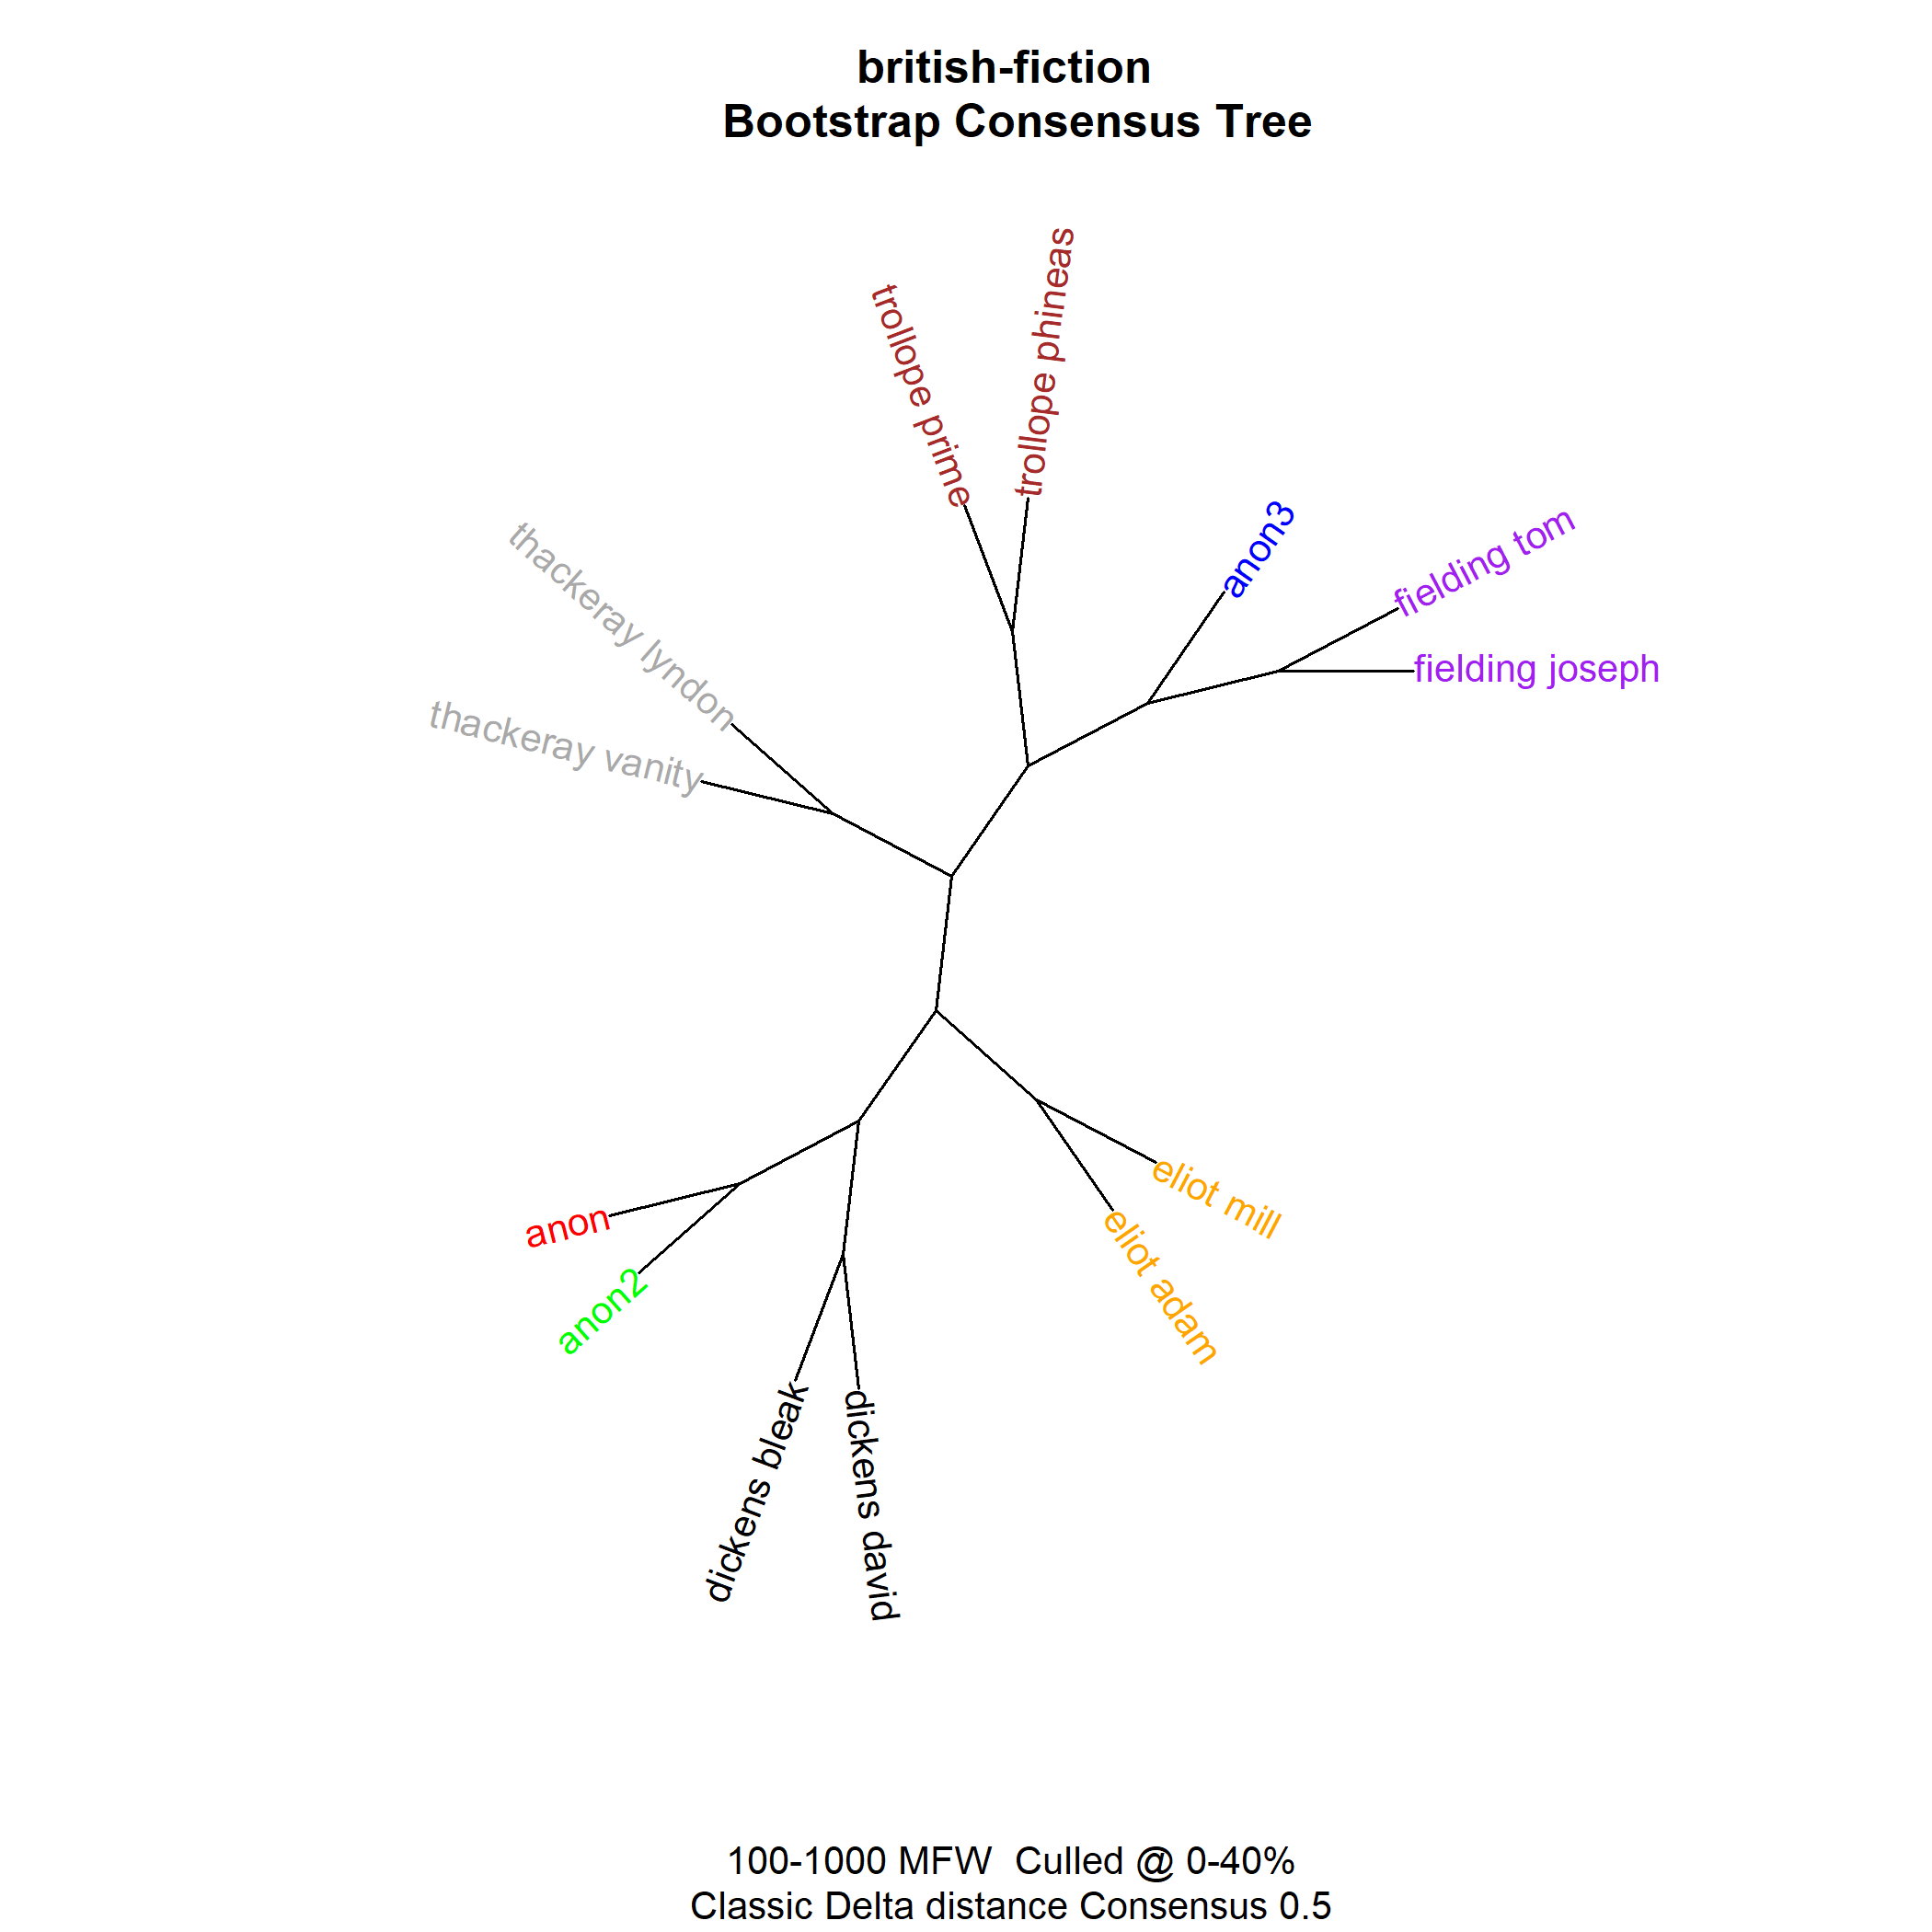 british-fiction
Bootstrap Consensus Tree
trollope prime
trollope phineas
anon3
fielding tom
fielding joseph
thackeray lyndon
thackeray vanity
eliot mill
eliot adam
anon
anon2
dickens bleak
dickens david
100-1000 MFW  Culled @ 0-40%
Classic Delta distance Consensus 0.5